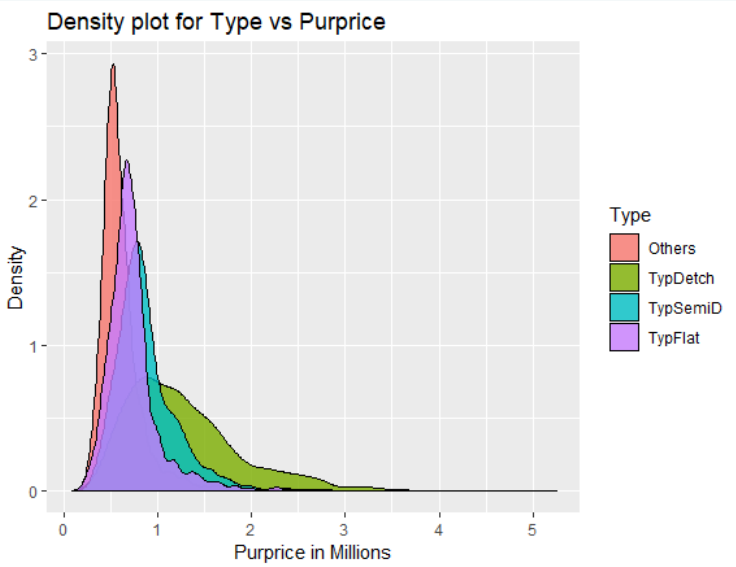 Density plot for Type vs Purprice
3
2
1
0
Density
0 1 2 3 4 5
Purprice in Millions
Type
Others
TypDetch
TypSemiD
TypFlat